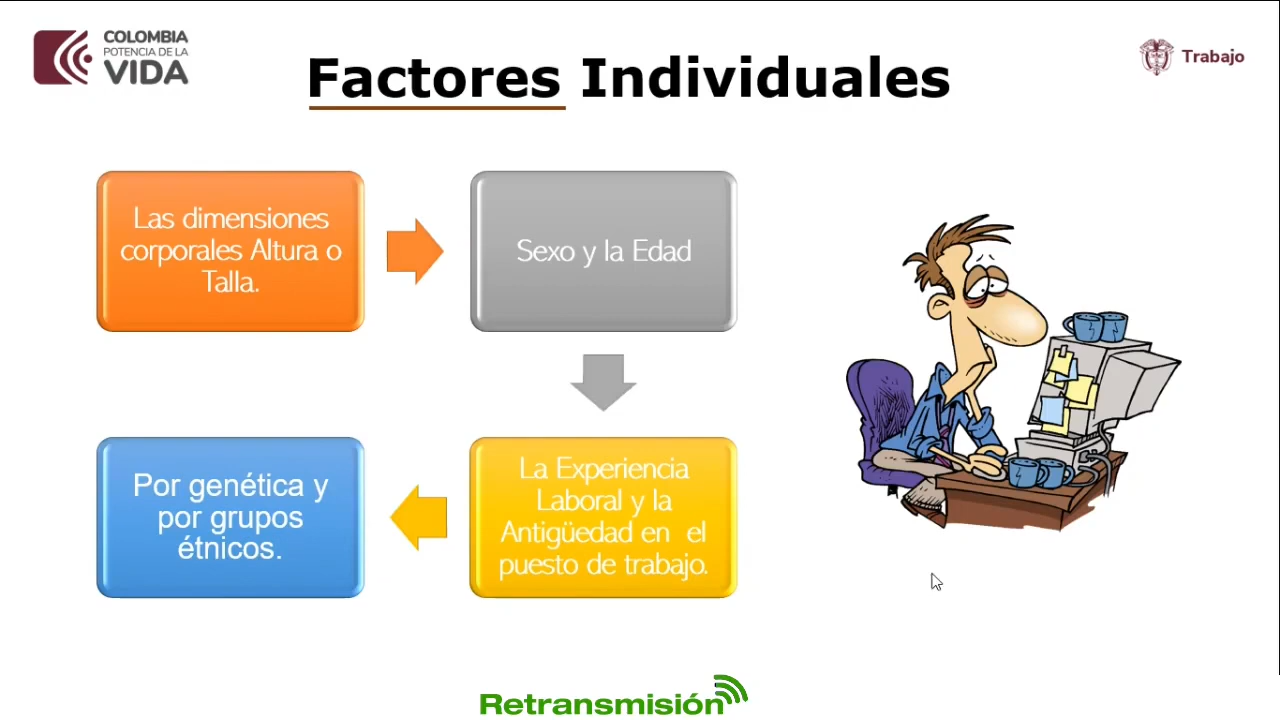 COLOMBIA
POTENCIA DE LA
VIDA
Factores Individuales
Trabajo
Las dimensiones
corporales Altura o
Talla.
Sexo y la Edad
La Experiencia
Laboral y la
Antigüedad en el
puesto de trabajo.
Por genética y
por grupos
étnicos.
Retransmisión